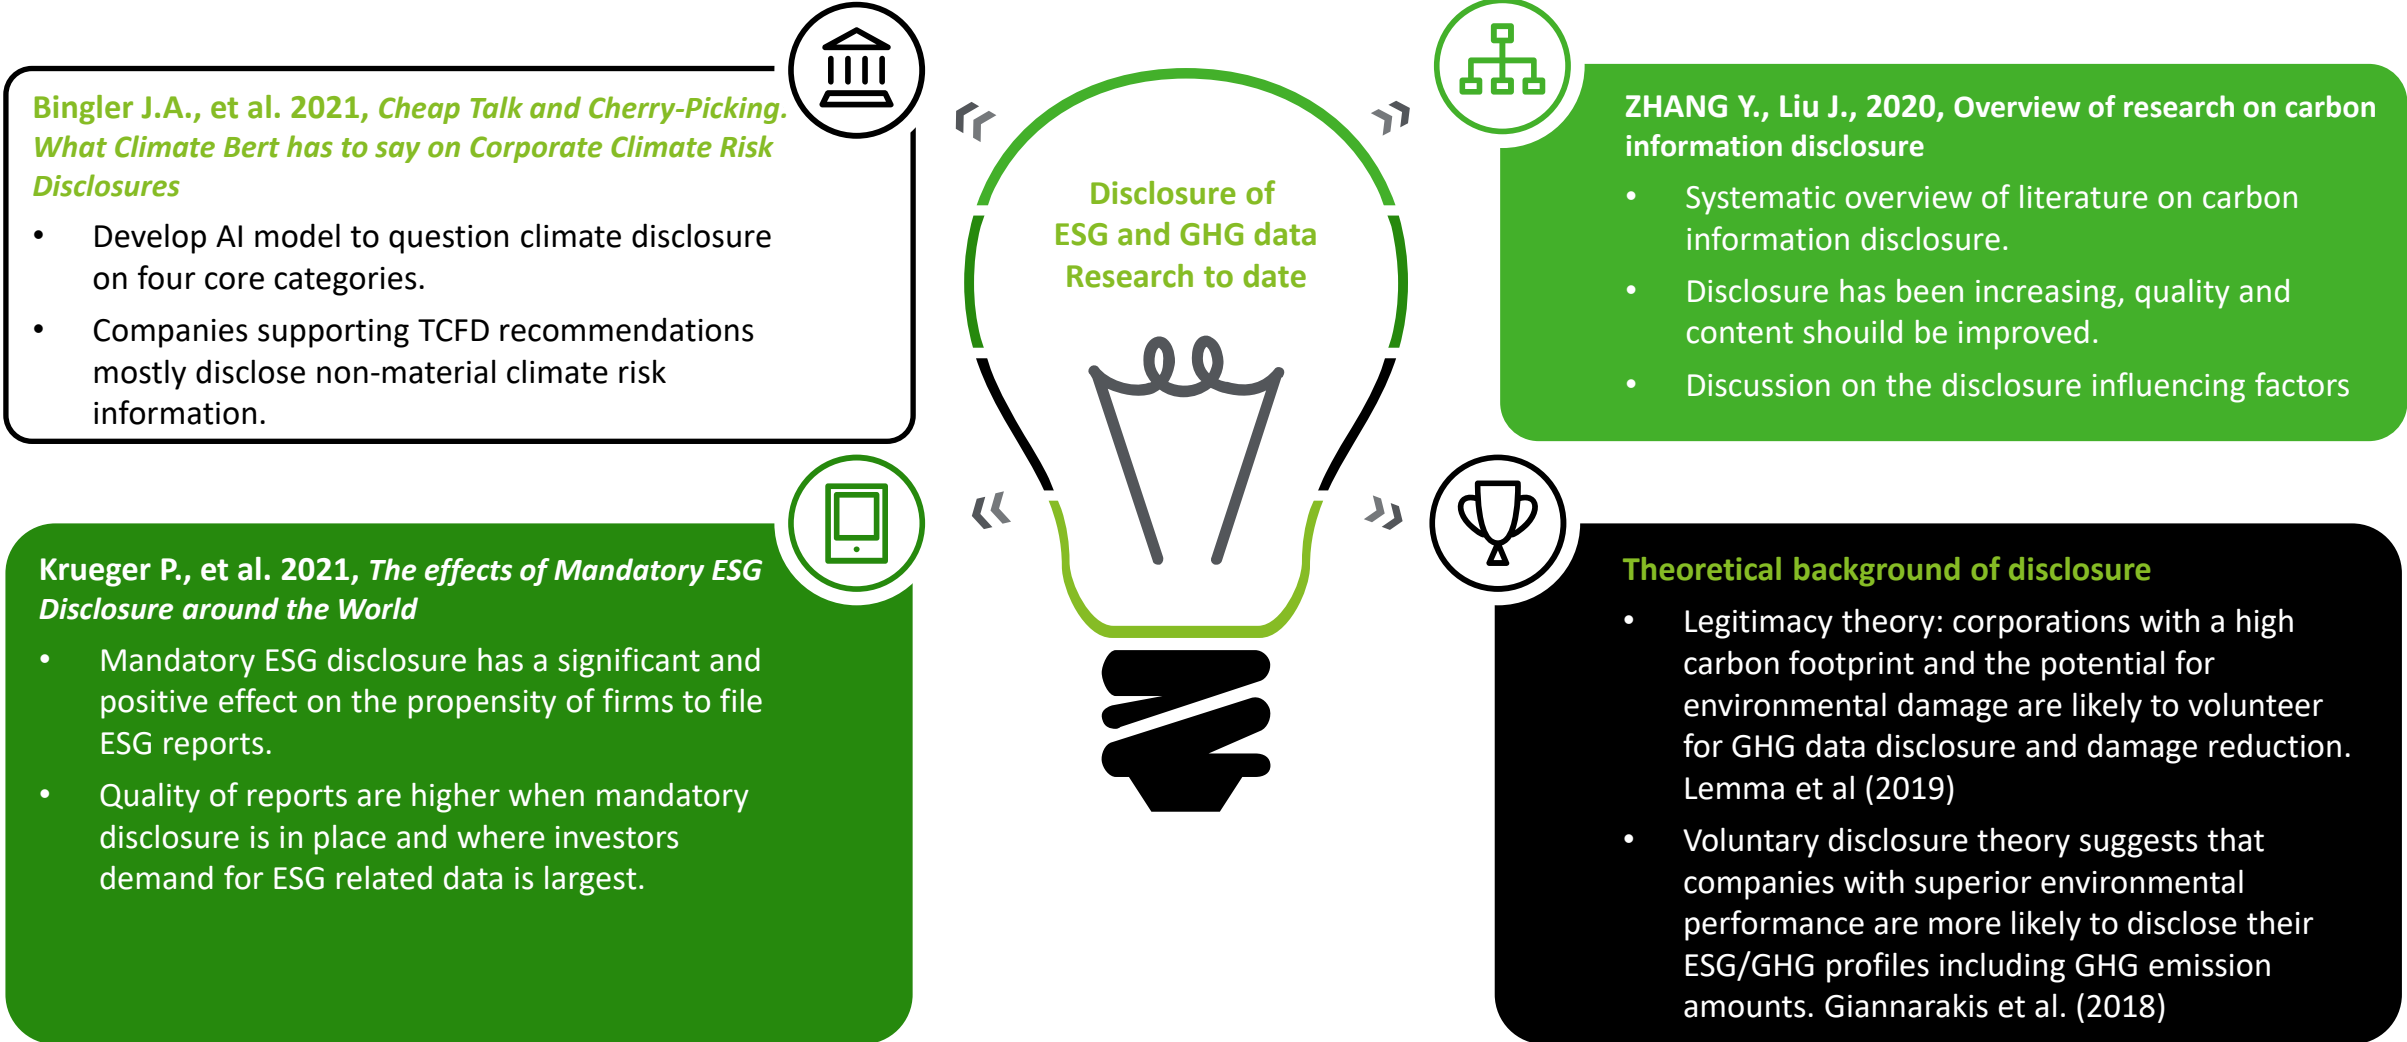 Bingler J.A., et al. 2021, Cheap Talk and Cherry-Picking.
What Climate Bert has to say on Corporate Climate Risk
Disclosures
• Develop AI model to question climate disclosure
on four core categories.
• Companies supporting TCFD recommendations
mostly disclose non-material climate risk
information.
Disclosure of
ESG and GHG data
Research to date
ZHANG Y., Liu J., 2020, Overview of research on carbon
information disclosure
• Systematic overview of literature on carbon
information disclosure.
• Disclosure has been increasing, quality and
content shouild be improved.
• Discussion on the disclosure influencing factors
Krueger P., et al. 2021, The effects of Mandatory ESG
Disclosure around the World
• Mandatory ESG disclosure has a significant and
positive effect on the propensity of firms to file
ESG reports.
• Quality of reports are higher when mandatory
disclosure is in place and where investors
demand for ESG related data is largest.
Theoretical background of disclosure
• Legitimacy theory: corporations with a high
carbon footprint and the potential for
environmental damage are likely to volunteer
for GHG data disclosure and damage reduction.
Lemma et al (2019)
• Voluntary disclosure theory suggests that
companies with superior environmental
performance are more likely to disclose their
ESG/GHG profiles including GHG emission
amounts. Giannarakis et al. (2018)